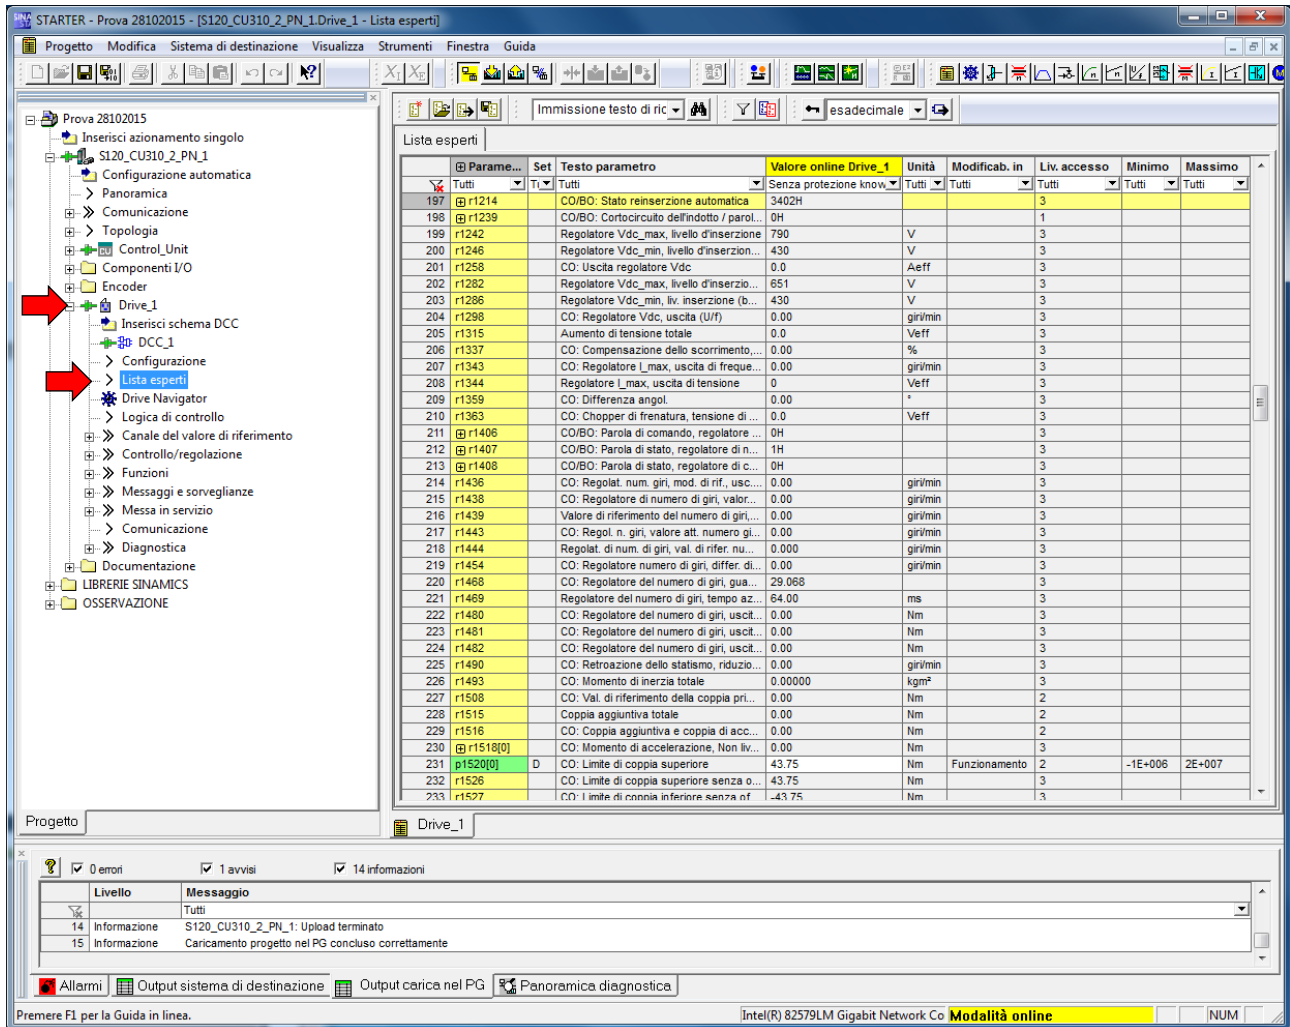 STARTER - Prova 28102015 - [S120_CU310_2_PN_1.Drive_1 - Lista esperti]
Progetto Modifica Sistema di destinazione Visualizza Strumenti Finestra Guida
Immissione testo di ric esadecimale
Prova 28102015
Inserisci azionamento singolo
S120_CU310_2_PN_1
Configurazione automatica
Panoramica
Comunicazione
Topologia
Control_Unit
Componenti I/O
Encoder
Drive_1
Inserisci schema DCC
DCC_1
Configurazione
Lista esperti
Drive Navigator
Logica di controllo
Canale del valore di riferimento
Controllo/regolazione
Funzioni
Messaggi e sorveglianze
Messa in servizio
Comunicazione
Diagnostica
Documentazione
LIBRERIE SINAMICS
OSSERVAZIONE
Progetto
Lista esperti
Parame... Set Testo parametro Valore online Drive_1 Unità Modificab. in Liv. accesso Minimo Massimo
Tutti Tutti Senza protezione know Tutti Tutti Tutti Tutti Tutti
197 r1214 CO/BO: Stato reinserzione automatica 3402H 3
198 r1239 CO/BO: Cortocircuito dell'indotto / parol... 0H 1
199 r1242 Regolatore Vdc_max, livello d'inserzione 790 V 3
200 r1246 Regolatore Vdc_min, livello d'inserzion... 430 V 3
201 r1258 CO: Uscita regolatore Vdc 0.0 Aeff 3
202 r1282 Regolatore Vdc_max, livello d'inserzio... 651 V 3
203 r1286 Regolatore Vdc_min, liv. inserzione (b... 430 V 3
204 r1298 CO: Regolatore Vdc, uscita (U/f) 0.00 giri/min 3
205 r1315 Aumento di tensione totale 0.0 Veff 3
206 r1337 CO: Compensazione dello scorrimento,... 0.00 % 3
207 r1343 CO: Regolatore I_max, uscita di freque... 0.00 giri/min 3
208 r1344 Regolatore I_max, uscita di tensione 0 Veff 3
209 r1359 CO: Differenza angol. 0.00 ° 3
210 r1363 CO: Chopper di frenatura, tensione di ... 0.0 Veff 3
211 r1406 CO/BO: Parola di comando, regolatore ... 0H 3
212 r1407 CO/BO: Parola di stato, regolatore di n... 1H 3
213 r1408 CO/BO: Parola di stato, regolatore di c... 0H 3
214 r1436 CO: Regolat. num. giri, mod. di rif., usc.... 0.00 giri/min 3
215 r1438 CO: Regolatore di numero di giri, valor... 0.00 giri/min 3
216 r1439 Valore di riferimento del numero di giri,... 0.00 giri/min 3
217 r1443 CO: Regol. n. giri, valore att. numero gi... 0.00 giri/min 3
218 r1444 Regolat. di num. di giri, val. di rifer. nu... 0.000 giri/min 3
219 r1454 CO: Regolatore numero di giri, differ. di... 0.00 giri/min 3
220 r1468 CO: Regolatore del numero di giri, gua... 29.068 3
221 r1469 Regolatore del numero di giri, tempo az... 64.00 ms 3
222 r1480 CO: Regolatore del numero di giri, uscit... 0.00 Nm 3
223 r1481 CO: Regolatore del numero di giri, uscit... 0.00 Nm 3
224 r1482 CO: Regolatore del numero di giri, uscit... 0.00 Nm 3
225 r1490 CO: Retroazione dello statismo, riduzio... 0.00 giri/min 3
226 r1493 CO: Momento di inerzia totale 0.00000 kgm² 3
227 r1508 CO: Val. di riferimento della coppia pri... 0.00 Nm 2
228 r1515 Coppia aggiuntiva totale 0.00 Nm 2
229 r1516 CO: Coppia aggiuntiva e coppia di acc... 0.00 Nm 2
230 r1518[0] CO: Momento di accelerazione, Non liv... 0.00 Nm 3
231 p1520[0] D CO: Limite di coppia superiore 43.75 Nm Funzionamento 2 -1E+006 2E+007
232 r1526 CO: Limite di coppia superiore senza o... 43.75 Nm 3
233 r1527 CO: Limite di coppia inferiore senza of... -43.75 Nm 3
Drive_1
0 errori 1 avvisi 14 informazioni
Livello Messaggio
Tutti
14 Informazione S120_CU310_2_PN_1: Upload terminato
15 Informazione Caricamento progetto nel PG concluso correttamente
Allarmi Output sistema di destinazione Output carica nel PG Panoramica diagnostica
Premere F1 per la Guida in linea. Intel(R) 82579LM Gigabit Network Co Modalità online NUM